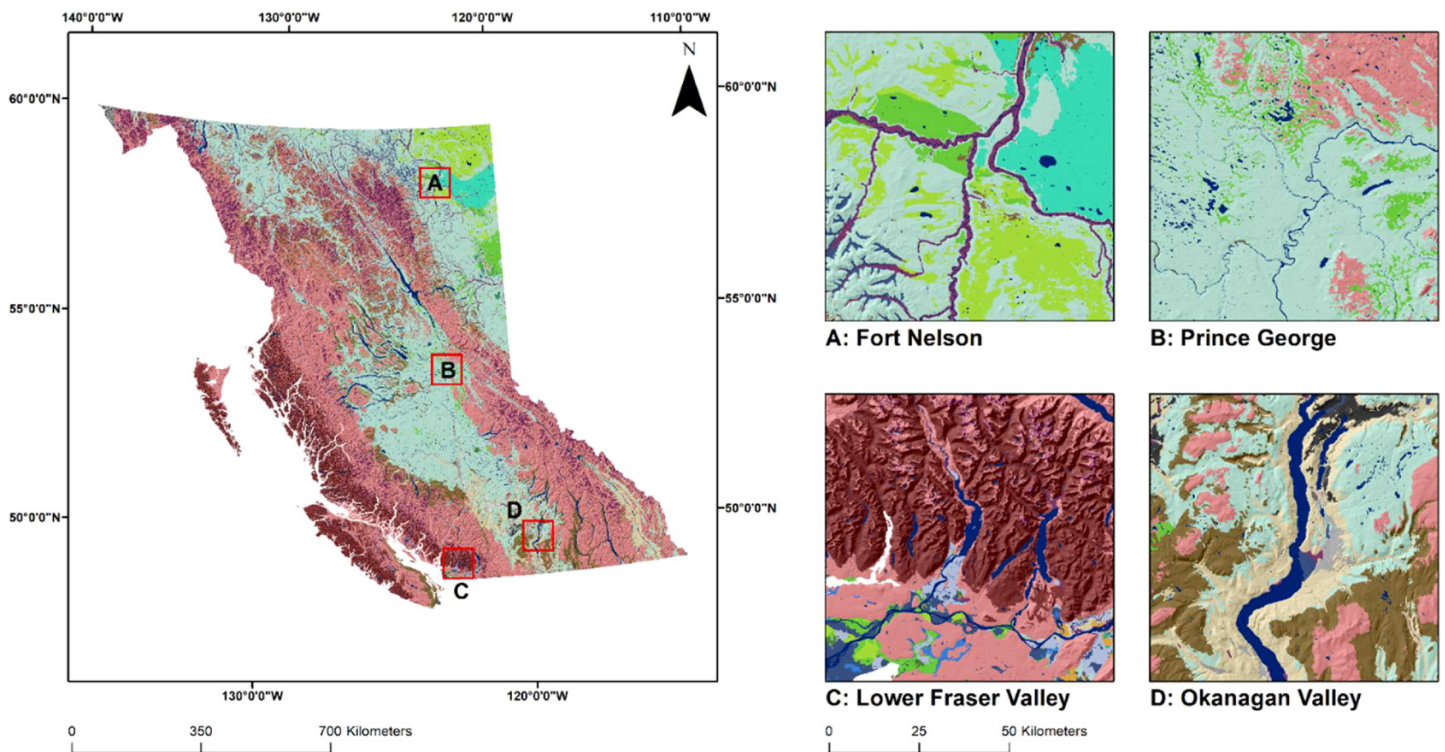 140°0'0"W 130°0'0"W 120°0'0"W 110°0'0"W
N
60°0'0"N 60°0'0"N
A
55°0'0"N 55°0'0"N
B
50°0'0"N 50°0'0"N
D
C
130°0'0"W 120°0'0"W
0 350 700 Kilometers
A: Fort Nelson
B: Prince George
C: Lower Fraser Valley
D: Okanagan Valley
0 25 50 Kilometers